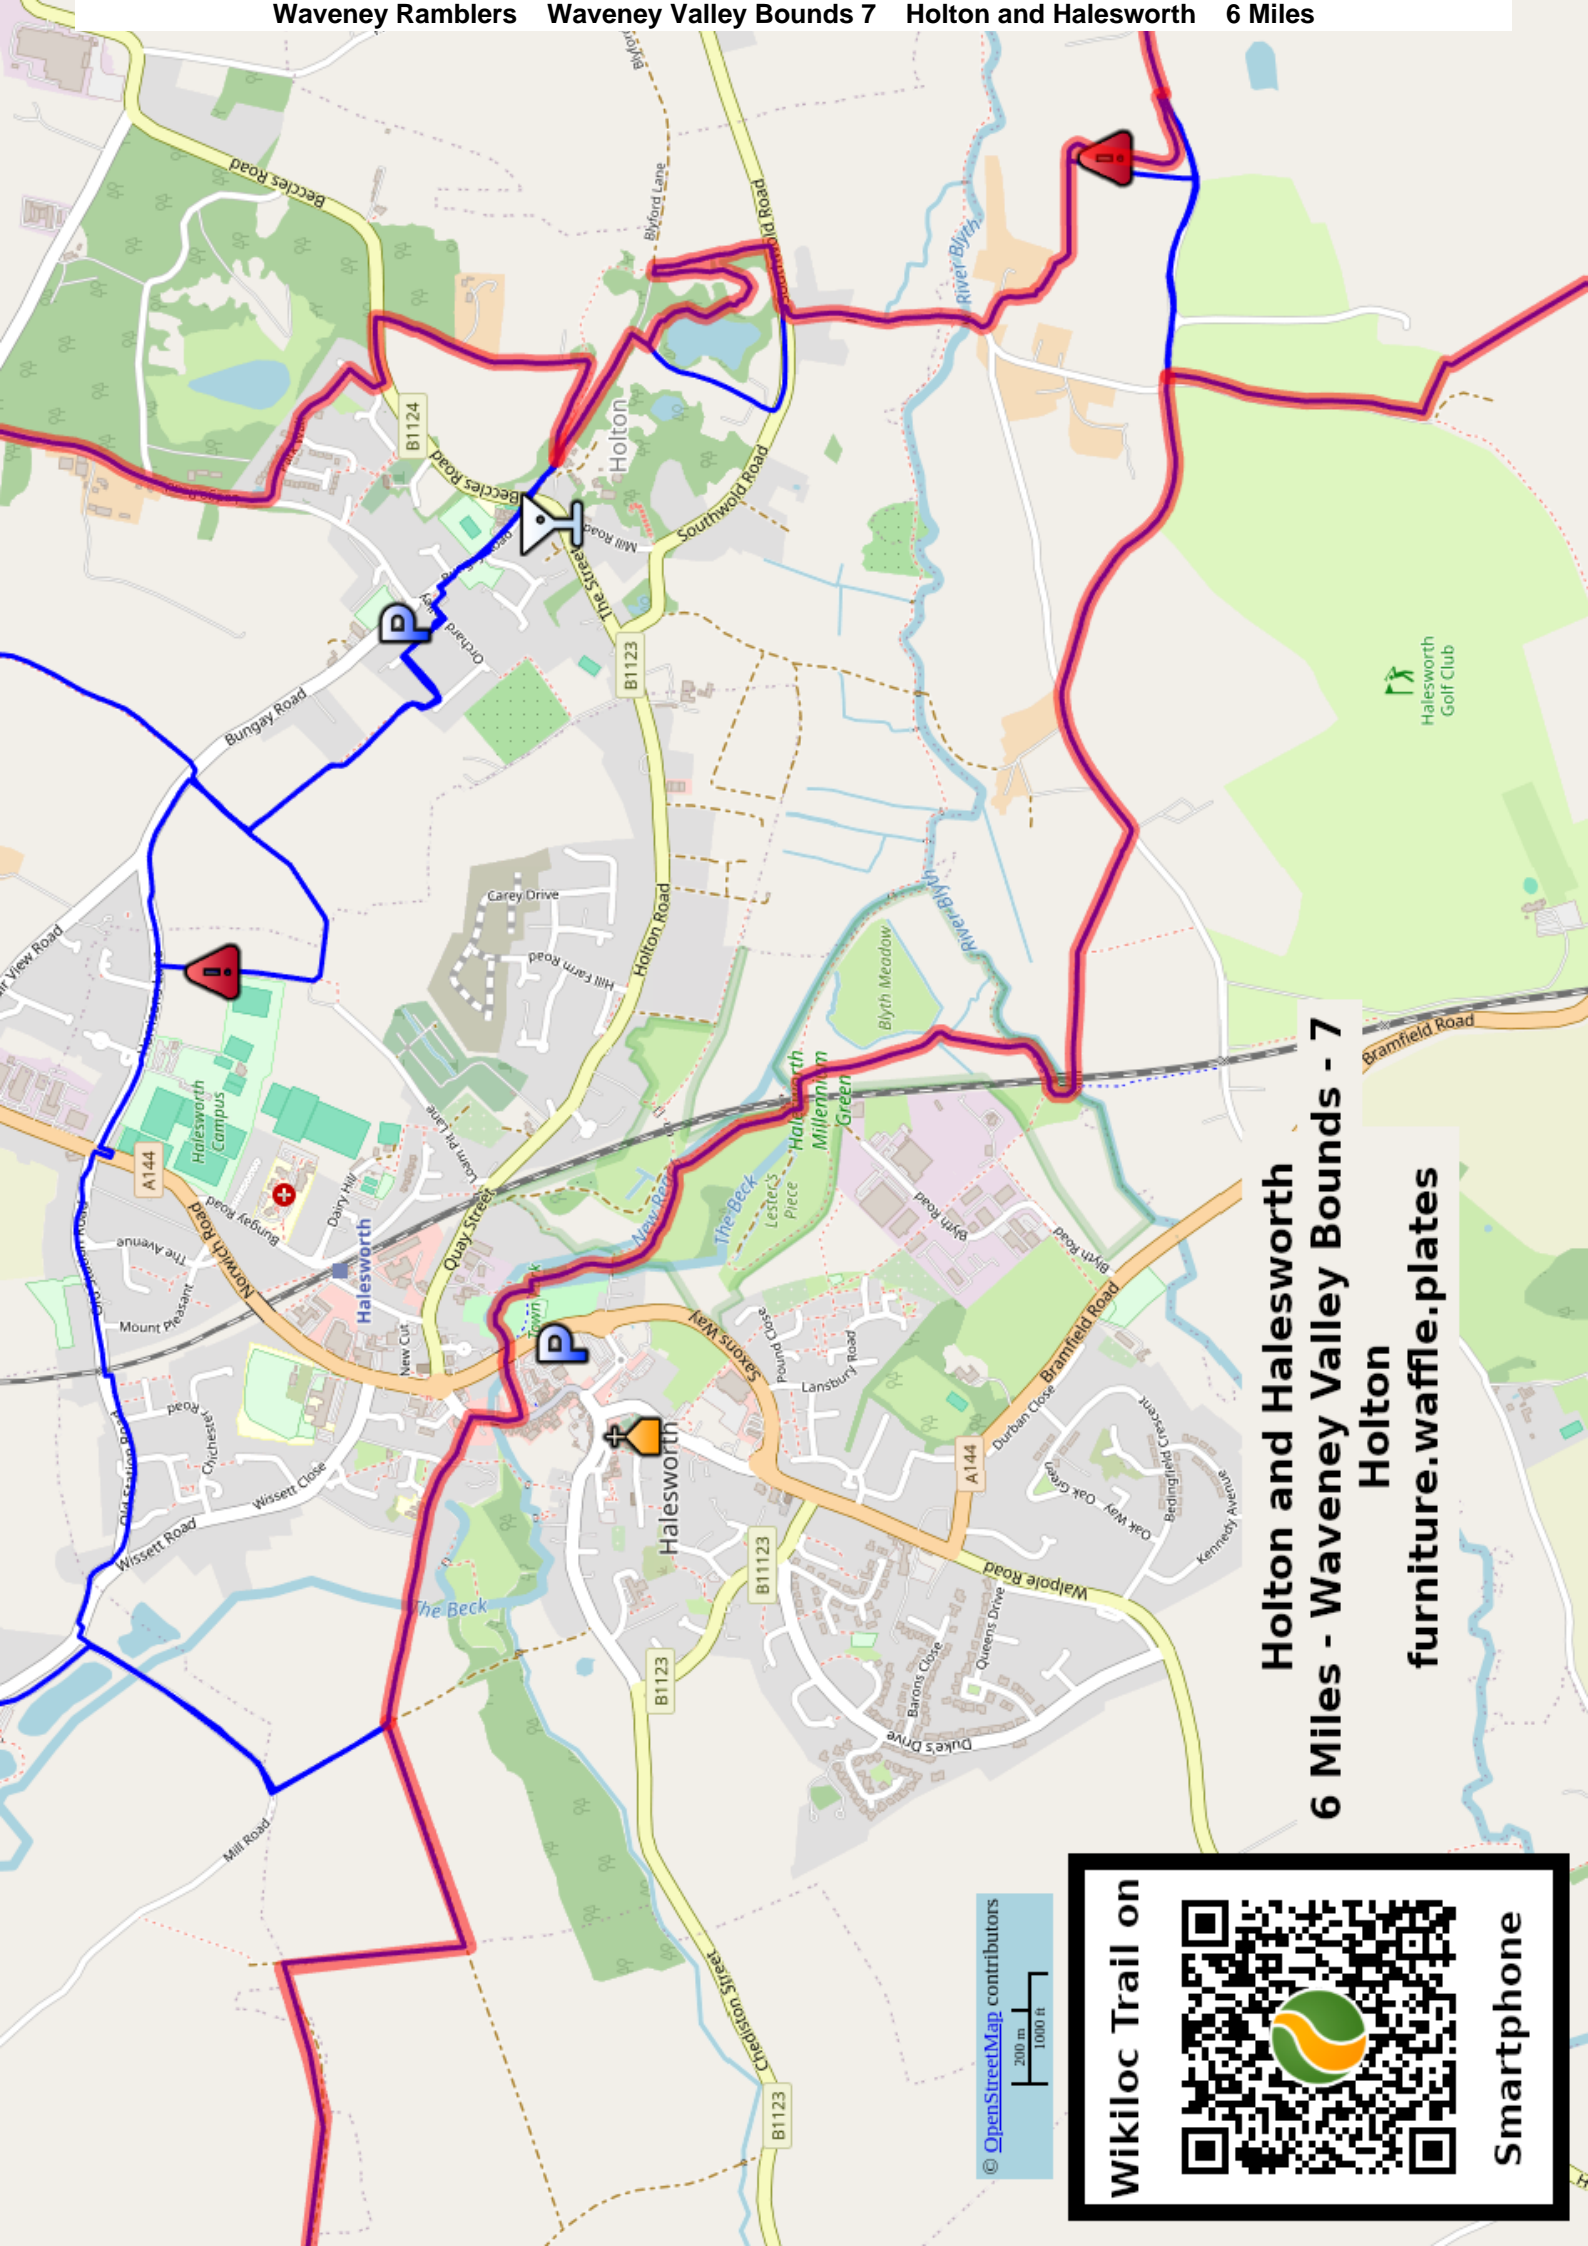 Waveney Ramblers Waveney Valley Bounds 7 Holton and Halesworth 6 Miles
Blyford Lane
Beccles Road
Southwold Road
River Blyth
B1124
Beccles Road
Holton
Mill Road
The Street
Southwold Road
Orchard
B1123
Bungay Road
Halesworth
Golf Club
Carey Drive
Hill Farm Road
Holton Road
Blyth Meadow
River Blyth
Halesworth
Campus
Halesworth
Millennium
Green
Bramfield Road
A144
Loam Pit Lane
Dairy Hill
Bungay Road
Norwich Road
The Avenue
Mount Pleasant
Halesworth
Quay Street
New Cut
The Beck
Lester's
Piece
Blyth Road
Blyth Road
Saxons Way
Pound Close
Lansbury Road
Bramfield Road
Durban Close
A144
Old Station Road
Chichester
Road
Wissett Close
Wissett Road
Halesworth
Oak Green
Oak Way
Bedingfield Crescent
Kennedy Avenue
B11123
Walpole Road
The Beck
B1123
Queens Drive
Barons Close
Duke's Drive
Mill Road
Chediston Street
B1123
Holton and Halesworth
6 Miles - Waveney Valley Bounds - 7
Holton
furniture.waffle.plates
© OpenStreetMap contributors
200 m
1000 ft
Wikiloc Trail on
Smartphone